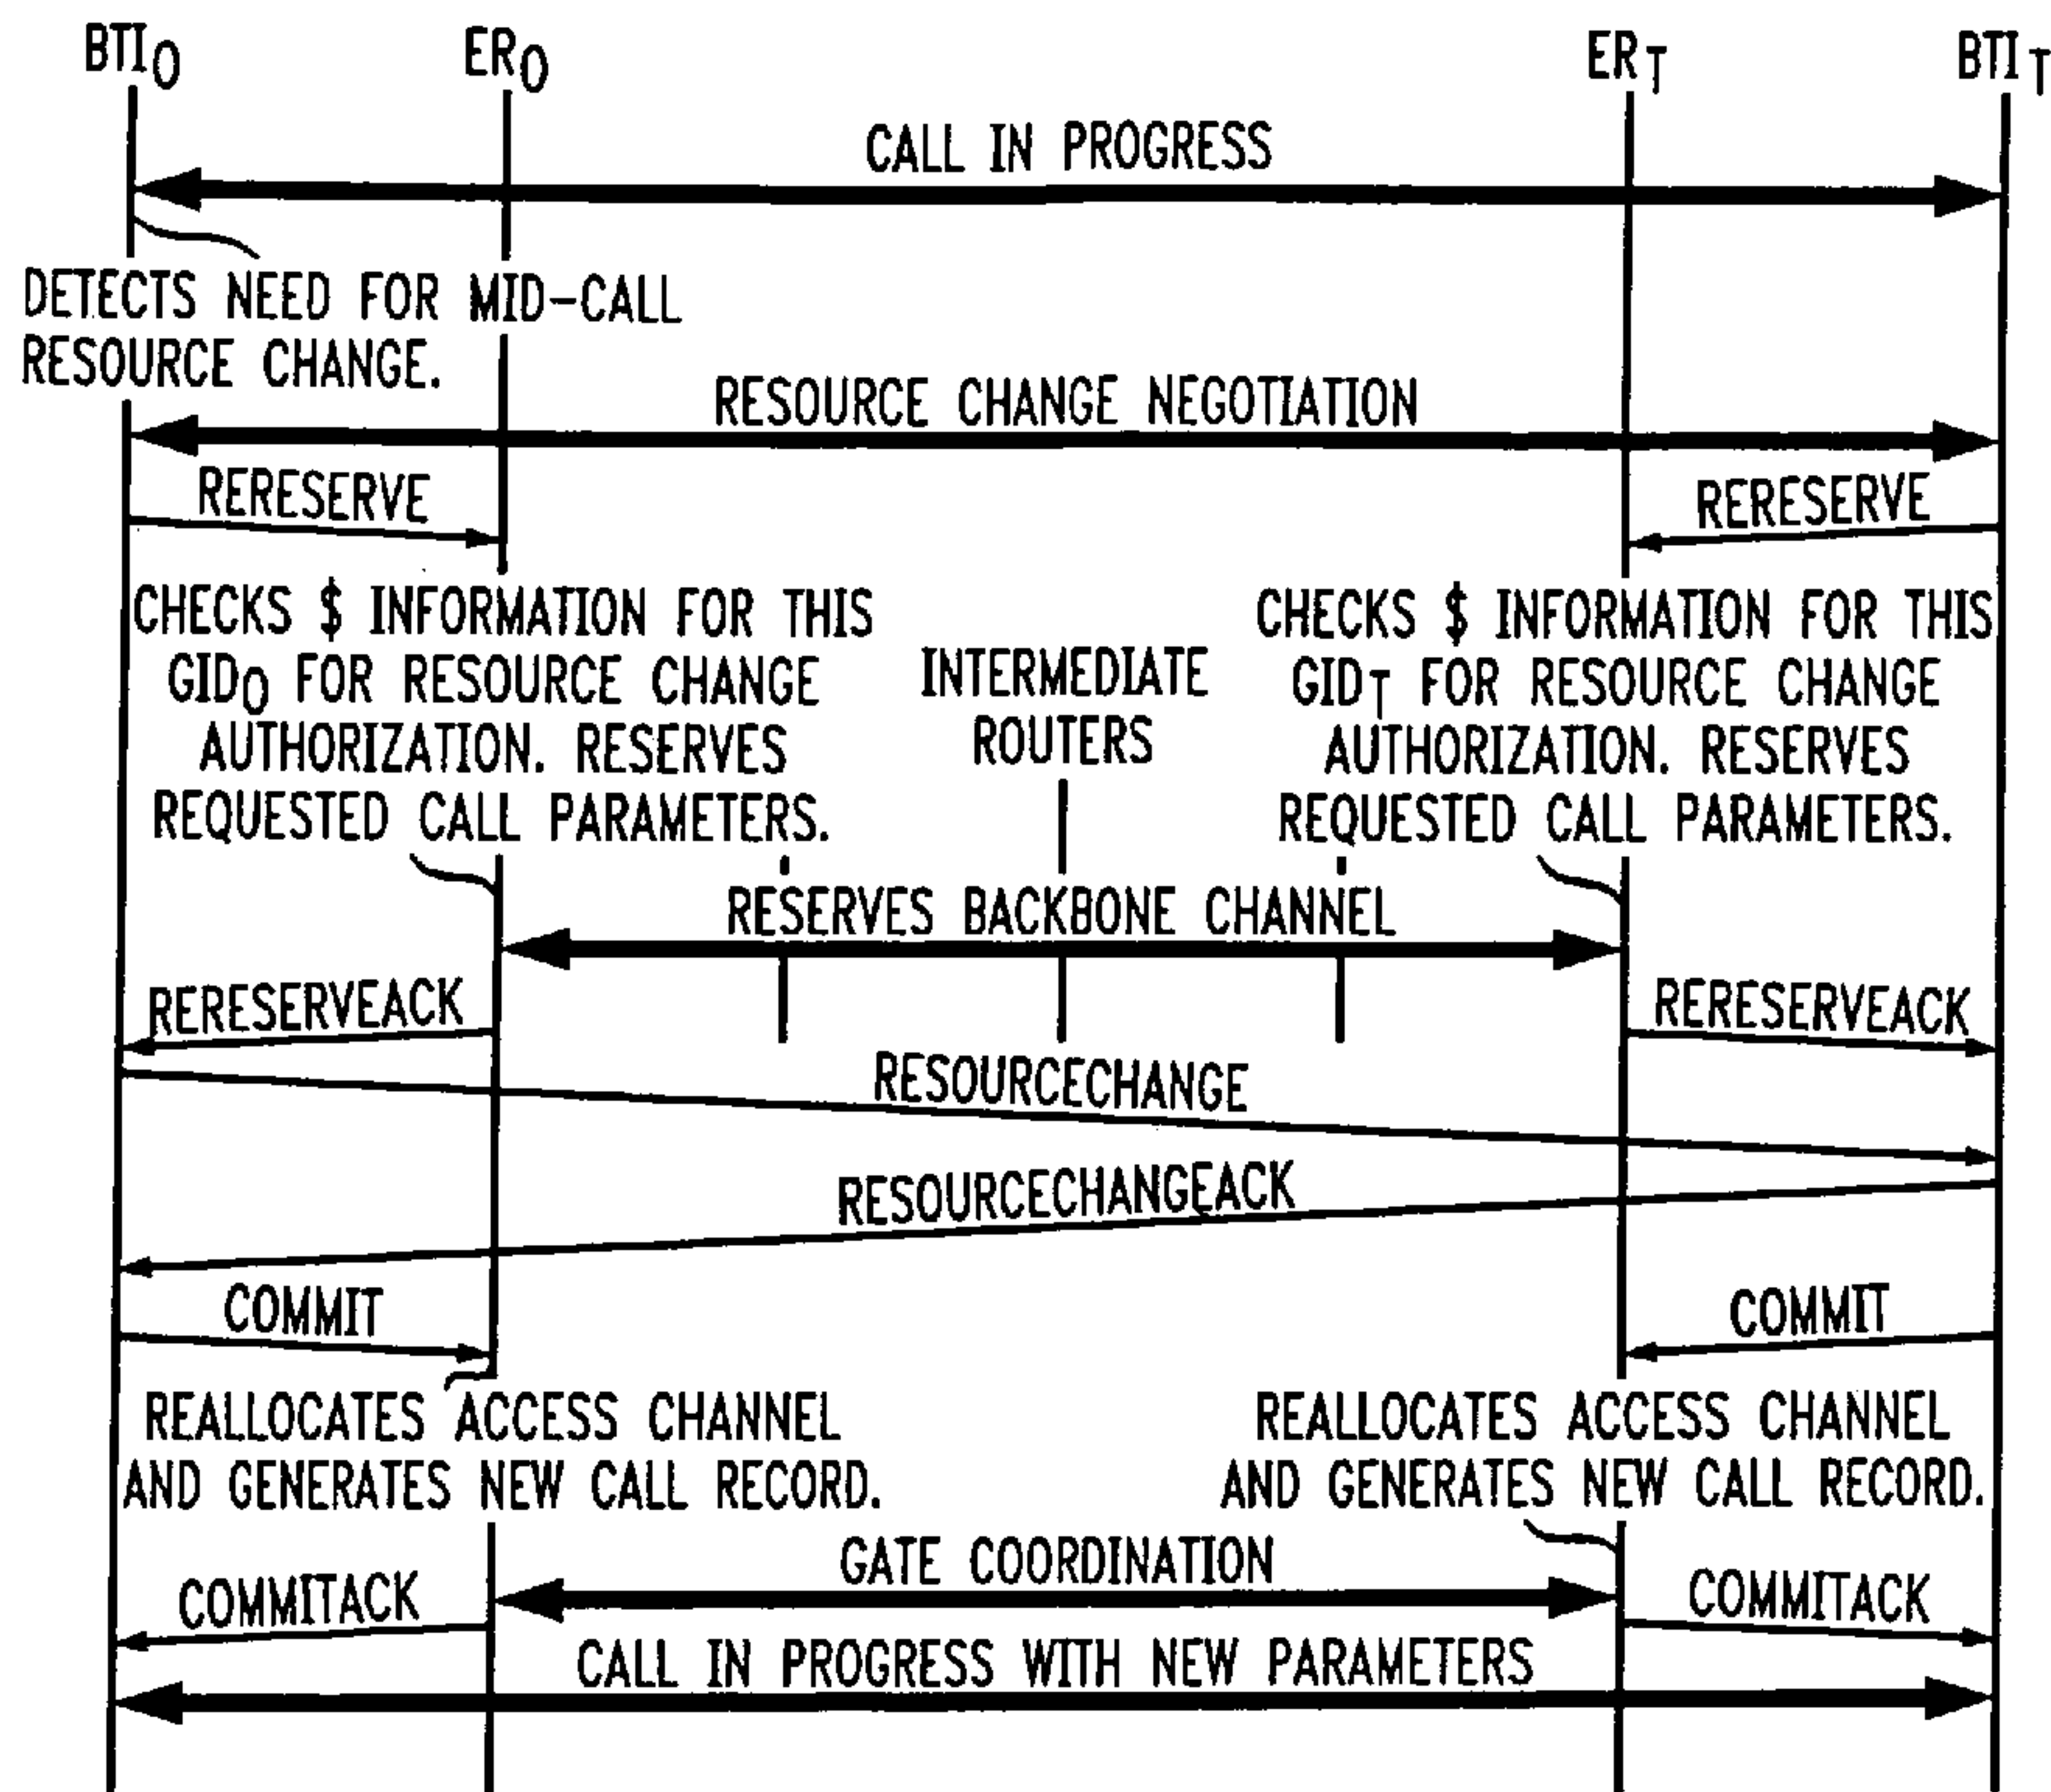 BTIO
ERO
ERT
BTIT
CALL IN PROGRESS
DETECTS NEED FOR MID-CALL
RESOURCE CHANGE.
RESOURCE CHANGE NEGOTIATION
RERESERVE
RERESERVE
CHECKS $ INFORMATION FOR THIS
GIDO FOR RESOURCE CHANGE
AUTHORIZATION. RESERVES
REQUESTED CALL PARAMETERS.
INTERMEDIATE
ROUTERS
CHECKS $ INFORMATION FOR THIS
GIDT FOR RESOURCE CHANGE
AUTHORIZATION. RESERVES
REQUESTED CALL PARAMETERS.
RESERVES BACKBONE CHANNEL
RERESERVEACK
RERESERVEACK
RESOURCECHANGE
RESOURCECHANGEACK
COMMIT
COMMIT
REALLOCATES ACCESS CHANNEL
AND GENERATES NEW CALL RECORD.
REALLOCATES ACCESS CHANNEL
AND GENERATES NEW CALL RECORD.
GATE COORDINATION
COMMITACK
COMMITACK
CALL IN PROGRESS WITH NEW PARAMETERS